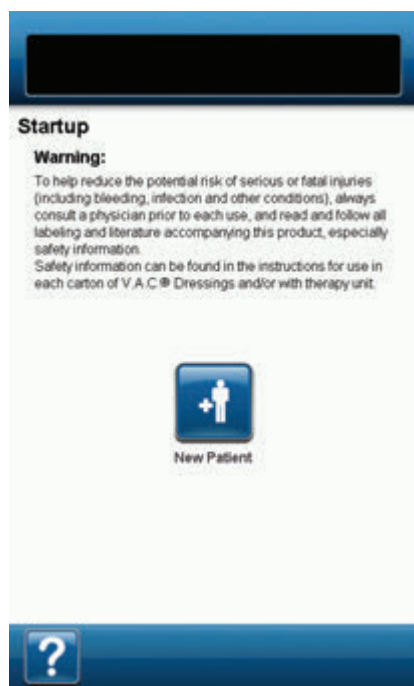 Startup
Warning:
To help reduce the potential risk of serious or fatal injuries
(including bleeding, infection and other conditions), always
consult a physician prior to each use, and read and follow all
labeling and literature accompanying this product, especially
safety information.
Safety information can be found in the instructions for use in
each carton of V.A.C ® Dressings and/or with therapy unit.
New Patient
?